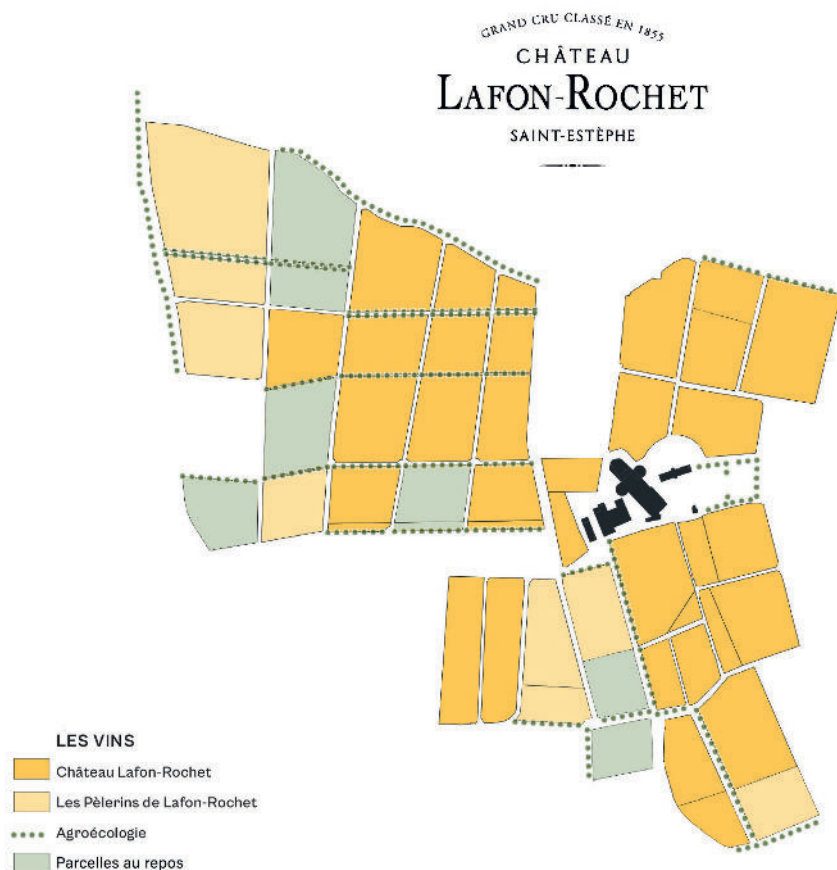 GRAND CRU CLASSÉ EN 1855
CHÂTEAU
LAFON-ROCHET
SAINT-ESTÈPHE
LES VINS
Château Lafon-Rochet
Les Pèlerins de Lafon-Rochet
Agroécologie
Parcelles au repos